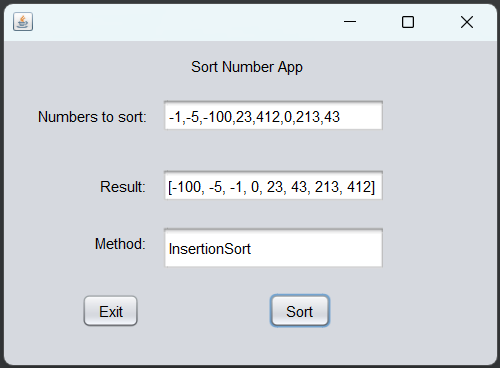 Sort Number App
Numbers to sort: -1,-5,-100,23,412,0,213,43
Result: [-100, -5, -1, 0, 23, 43, 213, 412]
Method: InsertionSort
Exit Sort